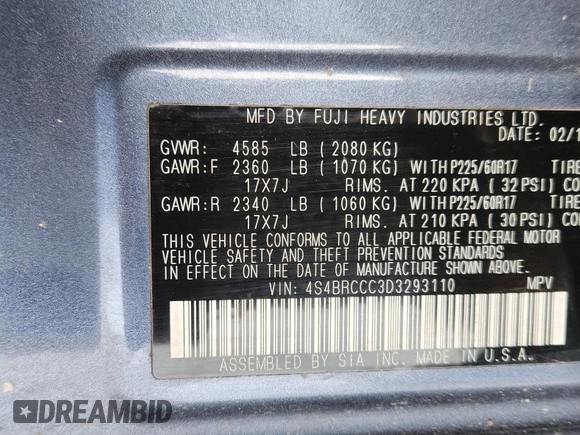 MFD BY FUJI HEAVY INDUSTRIES LTD.
DATE: 02/1
GVWR: 4585 LB ( 2080 KG)
GAWR:F 2360 LB ( 1070 KG) WITH P225/60R17 TIRE
17X7J RIMS. AT 220 KPA ( 32 PSI) CO
GAWR:R 2340 LB ( 1060 KG) WITH P225/60R17 TIRE
17X7J RIMS. AT 210 KPA ( 30 PSI) CO
THIS VEHICLE CONFORMS TO ALL APPLICABLE FEDERAL MOTOR
VEHICLE SAFETY AND THEFT PREVENTION STANDARDS
IN EFFECT ON THE DATE OF MANUFACTURE SHOWN ABOVE.
VIN: 4S4BRCCC3D3293110 MPV
ASSEMBLED BY SIA INC. MADE IN U.S.A.
DREAMBID